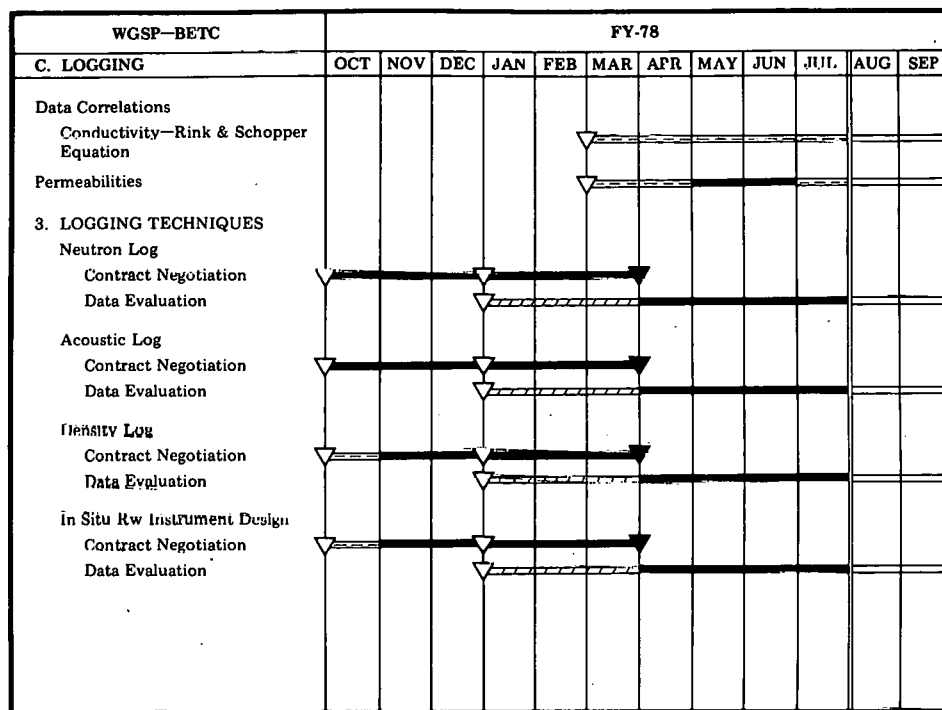 WGSP—BETC FY-78
C. LOGGING OCT NOV DEC JAN FEB MAR APR MAY JUN JUL AUG SEP
Data Correlations
Conductivity—Rink & Schopper
Equation
Permeabilities
3. LOGGING TECHNIQUES
Neutron Log
Contract Negotiation
Data Evaluation
Acoustic Log
Contract Negotiation
Data Evaluation
Density Log
Contract Negotiation
Data Evaluation
In Situ Rw Instrument Design
Contract Negotiation
Data Evaluation